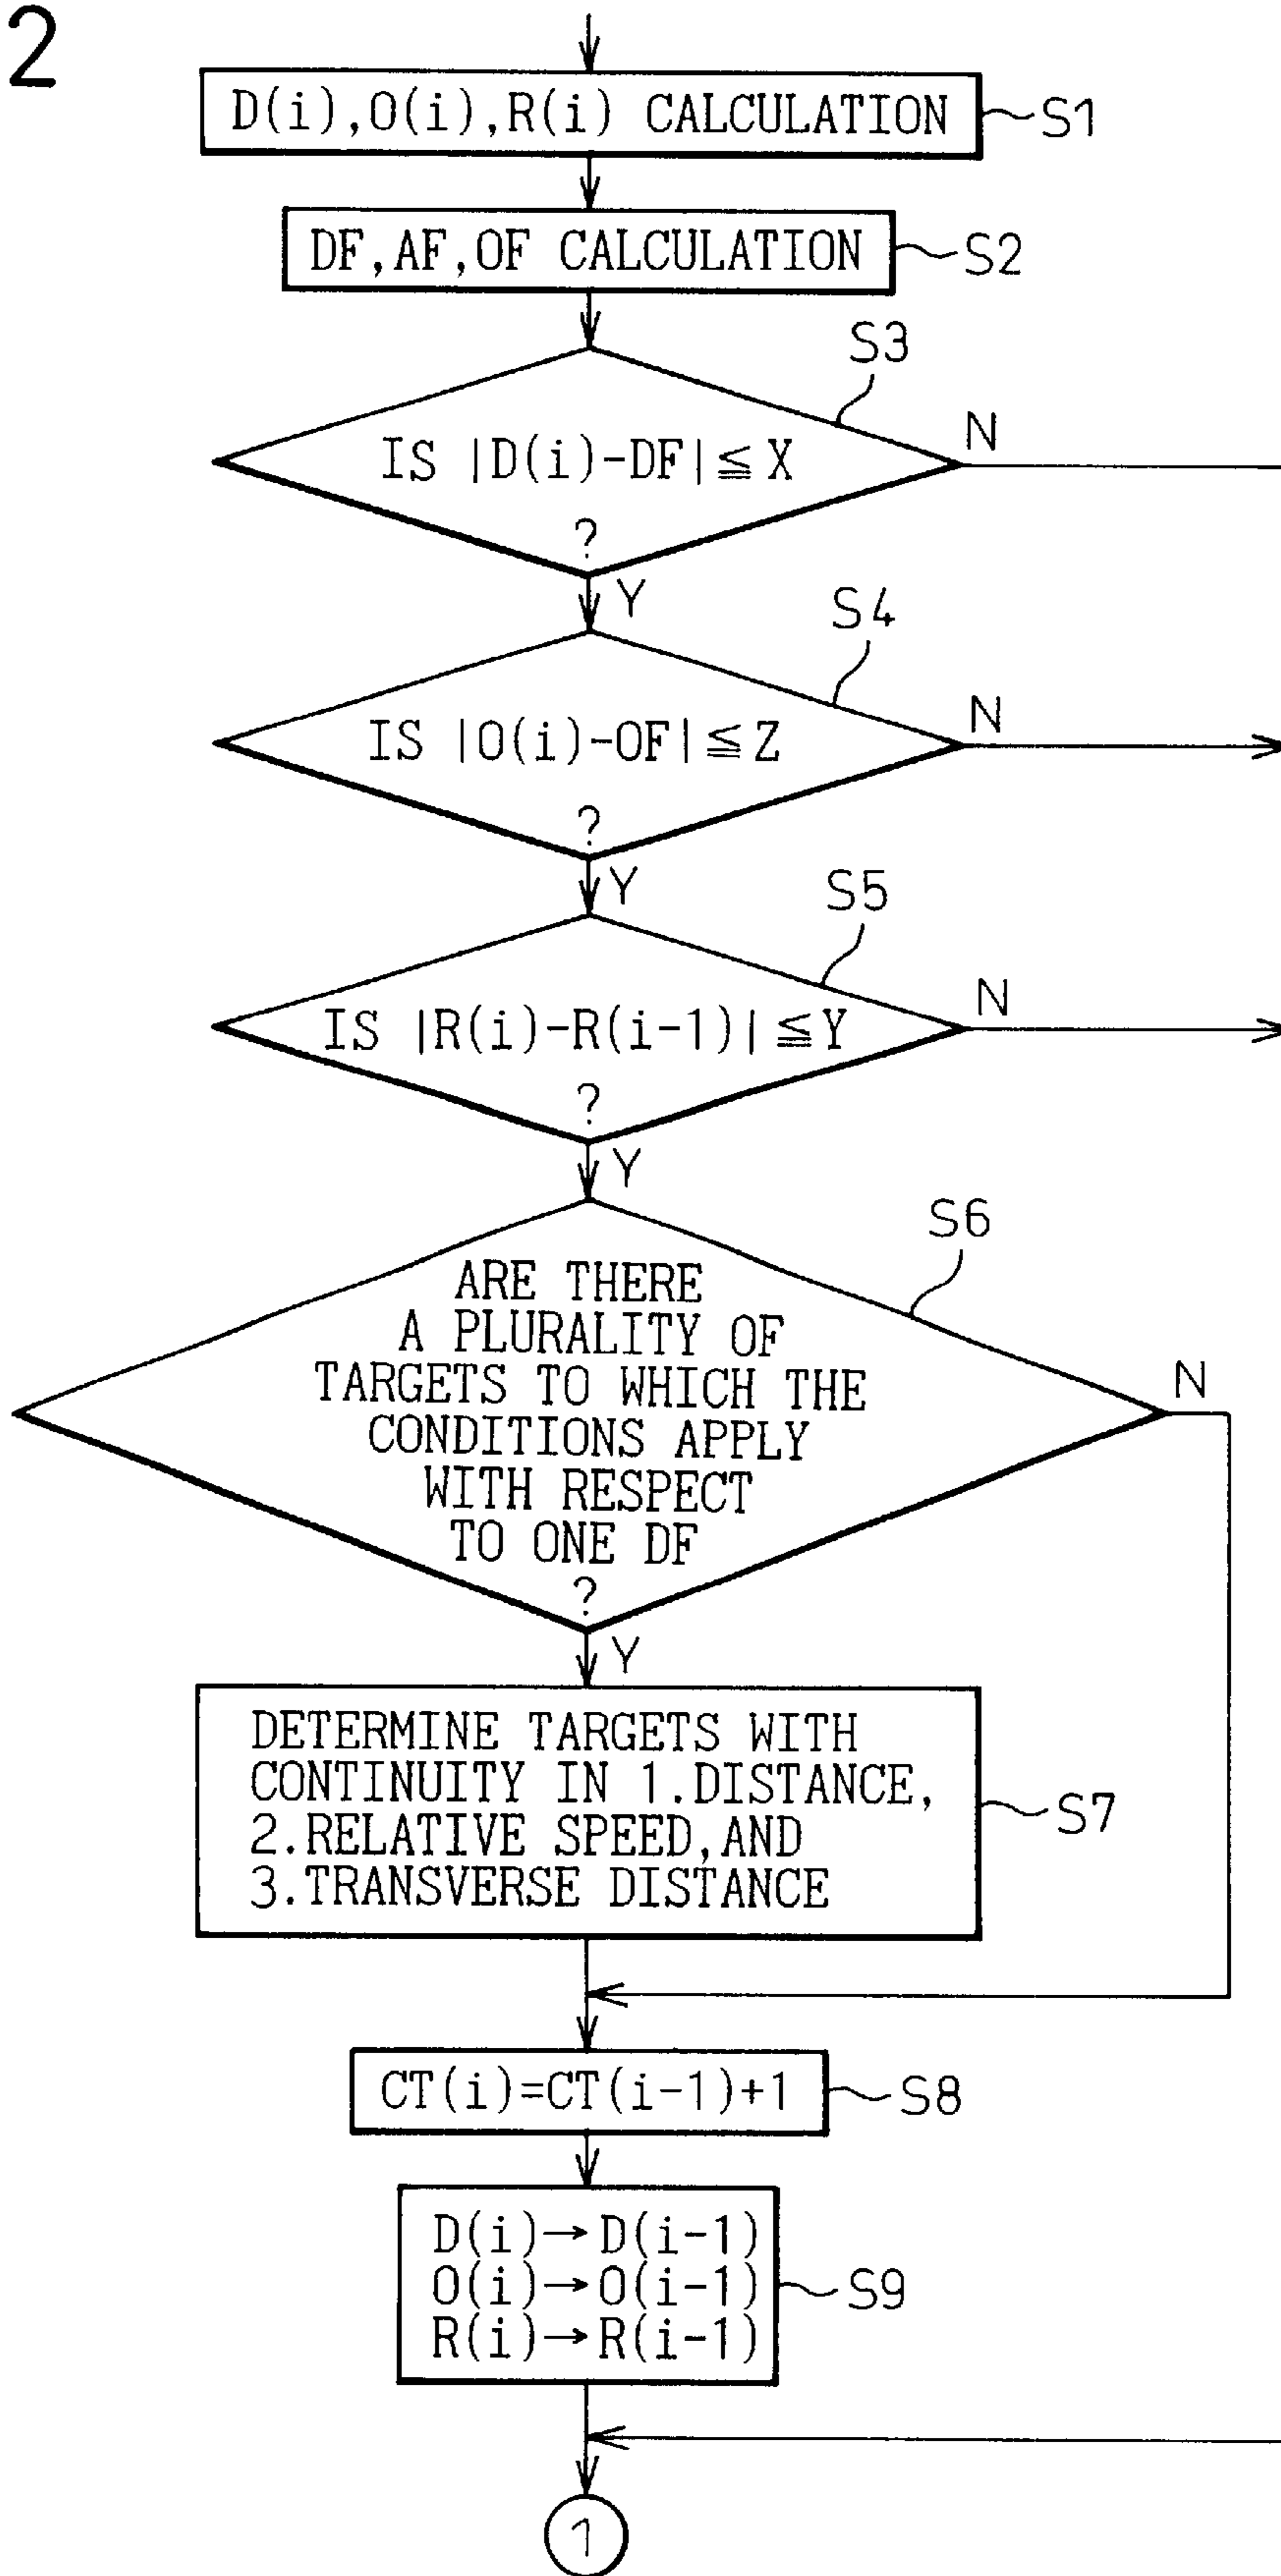 2
D(i),O(i),R(i) CALCULATION
S1
DF,AF,OF CALCULATION
S2
S3
IS |D(i)-DF|≦X
?
N
Y
S4
IS |O(i)-OF|≦Z
?
N
Y
S5
IS |R(i)-R(i-1)|≦Y
?
N
Y
S6
ARE THERE
A PLURALITY OF
TARGETS TO WHICH THE
CONDITIONS APPLY
WITH RESPECT
TO ONE DF
?
N
Y
DETERMINE TARGETS WITH
CONTINUITY IN 1.DISTANCE,
2.RELATIVE SPEED,AND
3.TRANSVERSE DISTANCE
S7
CT(i)=CT(i-1)+1
S8
D(i)→D(i-1)
O(i)→O(i-1)
R(i)→R(i-1)
S9
1